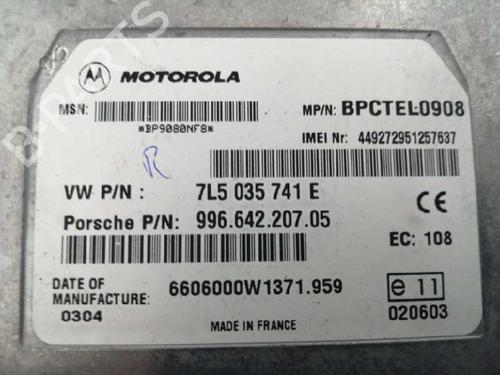 B-PARTS
MOTOROLA
MSN:
*BP9080NF8*
MP/N: BPCTEL0908
IMEI Nr: 449272951257637
R
VW P/N : 7L5 035 741 E
Porsche P/N: 996.642.207.05
CE
EC: 108
DATE OF
MANUFACTURE:
0304
6606000W1371.959
MADE IN FRANCE
e 11
020603